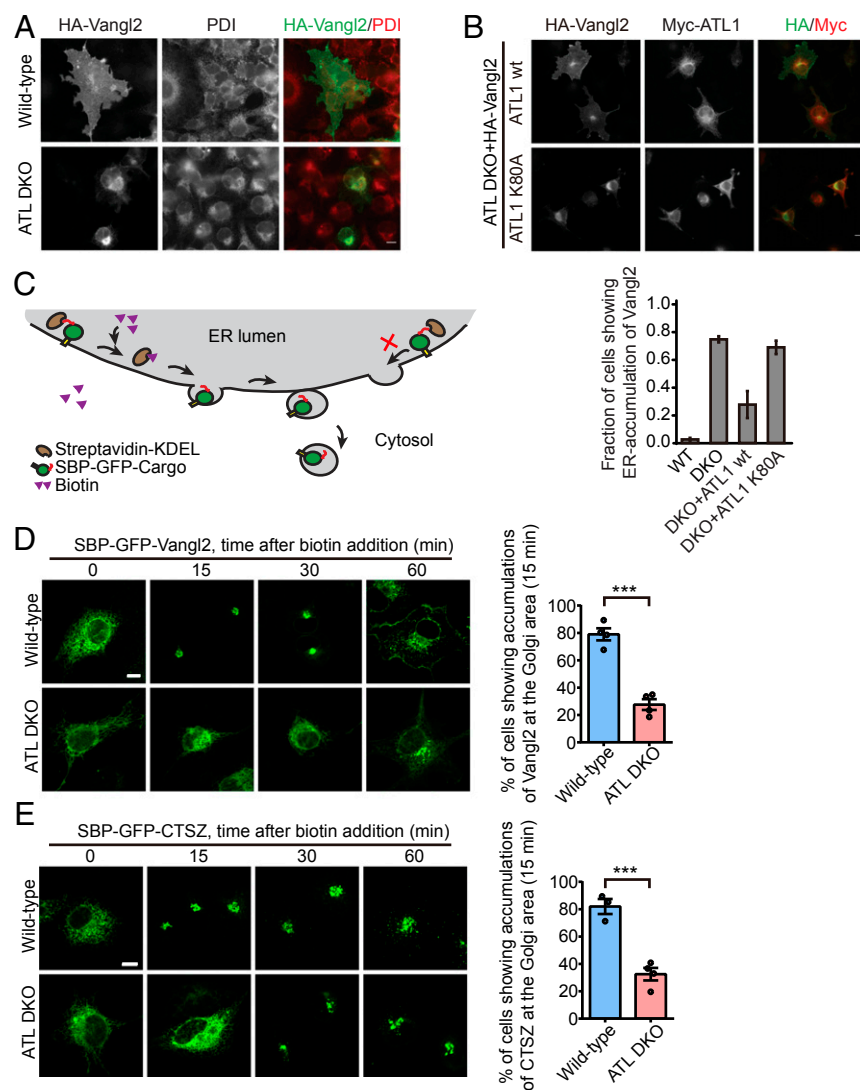 A
HA-Vangl2
PDI
HA-Vangl2/PDI
Wild-type
ATL DKO
B
HA-Vangl2
Myc-ATL1
HA/Myc
ATL DKO+HA-Vangl2
ATL1 wt
ATL1 K80A
C
ER lumen
Cytosol
Streptavidin-KDEL
SBP-GFP-Cargo
Biotin
Fraction of cells showing
ER-accumulation of Vangl2
1.0
0.8
0.6
0.4
0.2
0.0
WT
DKO
DKO+ATL1 wt
DKO+ATL1 K80A
D
SBP-GFP-Vangl2, time after biotin addition (min)
0 15 30 60
Wild-type
ATL DKO
% of cells showing accumulations
of Vangl2 at the Golgi area (15 min)
100
80
60
40
20
0
***
Wild-type
ATL DKO
E
SBP-GFP-CTSZ, time after biotin addition (min)
0 15 30 60
Wild-type
ATL DKO
% of cells showing accumulations
of CTSZ at the Golgi area (15 min)
100
80
60
40
20
0
***
Wild-type
ATL DKO